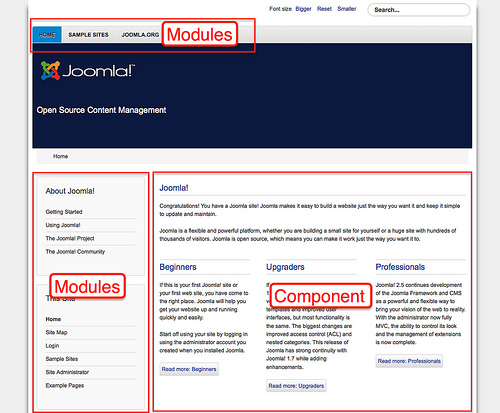 Font size Bigger Reset Smaller Search...
HOME SAMPLE SITES JOOMLA.ORG Modules
Joomla!
Open Source Content Management
Home
About Joomla!
Getting Started
Using Joomla!
The Joomla! Project
The Joomla! Community
Modules
This Site
Home
Site Map
Login
Sample Sites
Site Administrator
Example Pages
Joomla!
Congratulations! You have a Joomla site! Joomla makes it easy to build a website just the way you want it and keep it simple
to update and maintain.
Joomla is a flexible and powerful platform, whether you are building a small site for yourself or a huge site with hundreds of
thousands of visitors. Joomla is open source, which means you can make it work just the way you want it to.
Beginners
If this is your first Joomla! site or
your first web site, you have come to
the right place. Joomla will help you
get your website up and running
quickly and easily.
Start off using your site by logging in
using the administrator account you
created when you installed Joomla.
Read more: Beginners
Upgraders
Component
templates and improved user
interfaces, but most functionality is
the same. The biggest changes are
improved access control (ACL) and
nested categories. This release of
Joomla has strong continuity with
Joomla! 1.7 while adding
enhancements.
Read more: Upgraders
Professionals
Joomla! 2.5 continues development
of the Joomla Framework and CMS
as a powerful and flexible way to
bring your vision of the web to reality.
With the administrator now fully
MVC, the ability to control its look
and the management of extensions
is now complete.
Read more: Professionals